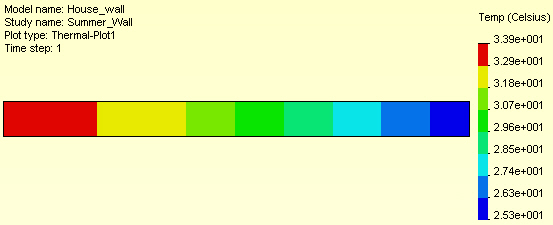 Model name: House_wall
Study name: Summer_Wall
Plot type: Thermal-Plot1
Time step: 1
Temp (Celsius)
3.39e+001
3.29e+001
3.18e+001
3.07e+001
2.96e+001
2.85e+001
2.74e+001
2.63e+001
2.53e+001